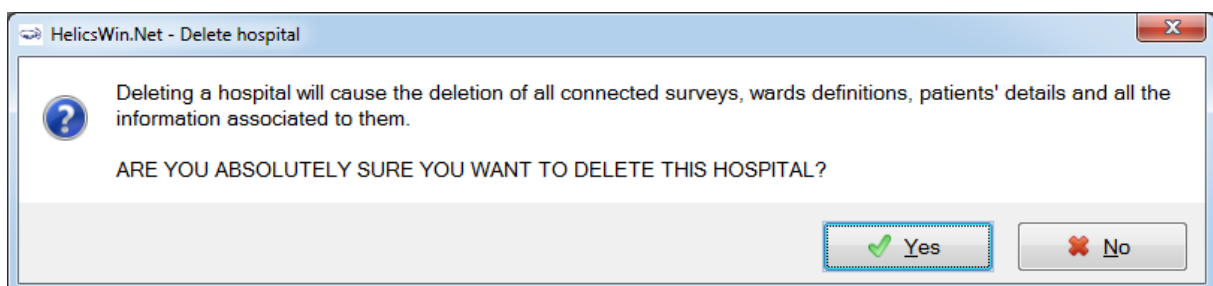 HelicsWin.Net - Delete hospital
Deleting a hospital will cause the deletion of all connected surveys, wards definitions, patients' details and all the
information associated to them.
ARE YOU ABSOLUTELY SURE YOU WANT TO DELETE THIS HOSPITAL?
Yes
No